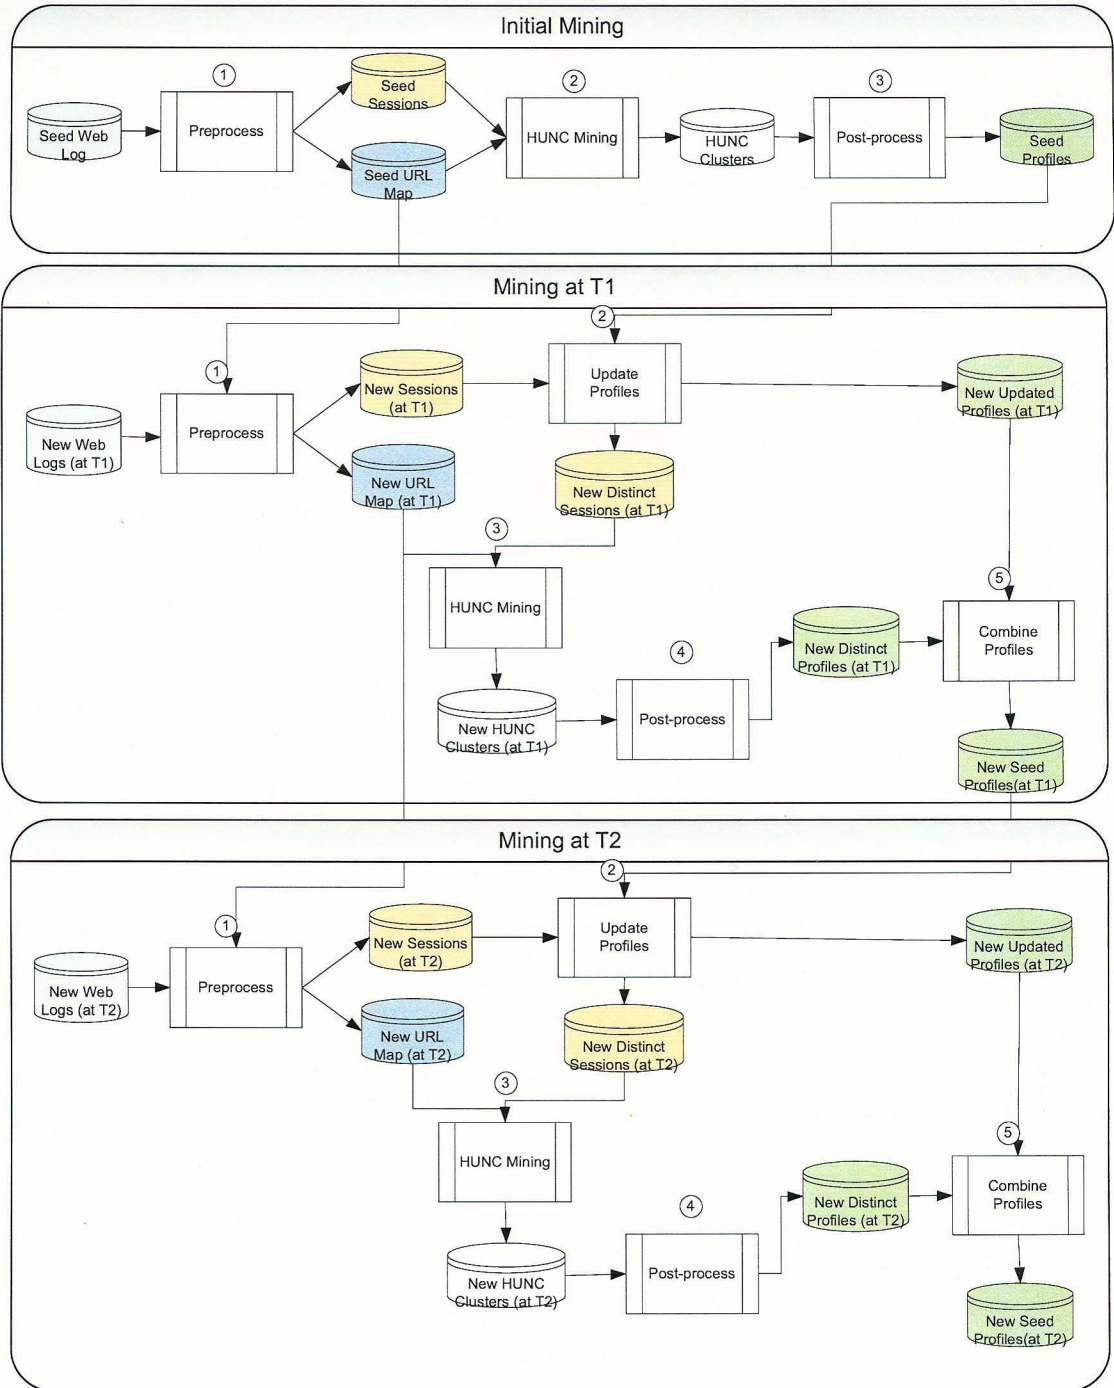 Initial Mining
1
2
3
Seed Web
Log
Preprocess
Seed
Sessions
Seed URL
Map
HUNC Mining
HUNC
Clusters
Post-process
Seed
Profiles
Mining at T1
1
2
New Web
Logs (at T1)
Preprocess
New Sessions
(at T1)
New URL
Map (at T1)
Update
Profiles
New Updated
Profiles (at T1)
New Distinct
Sessions (at T1)
3
HUNC Mining
New HUNC
Clusters (at T1)
4
Post-process
New Distinct
Profiles (at T1)
5
Combine
Profiles
New Seed
Profiles(at T1)
Mining at T2
1
2
New Web
Logs (at T2)
Preprocess
New Sessions
(at T2)
New URL
Map (at T2)
Update
Profiles
New Updated
Profiles (at T2)
New Distinct
Sessions (at T2)
3
HUNC Mining
New HUNC
Clusters (at T2)
4
Post-process
New Distinct
Profiles (at T2)
5
Combine
Profiles
New Seed
Profiles(at T2)